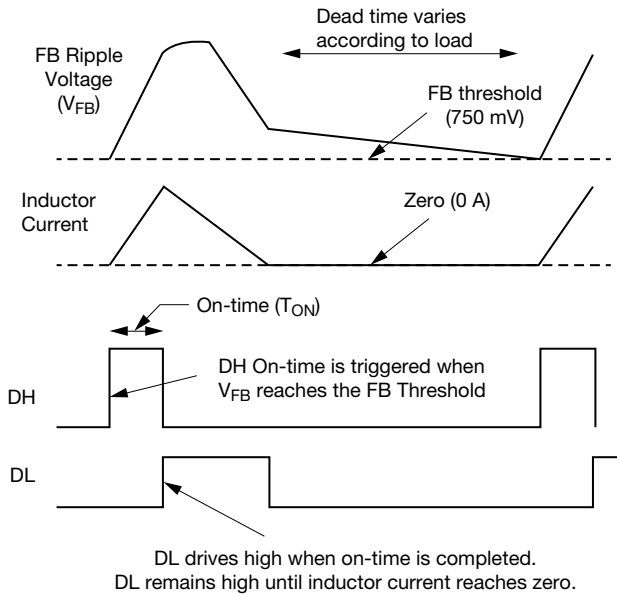 Dead time varies
according to load
FB Ripple
Voltage
(VFB)
FB threshold
(750 mV)
Inductor
Current
Zero (0 A)
On-time (TON)
DH On-time is triggered when
VFB reaches the FB Threshold
DH
DL
DL drives high when on-time is completed.
DL remains high until inductor current reaches zero.